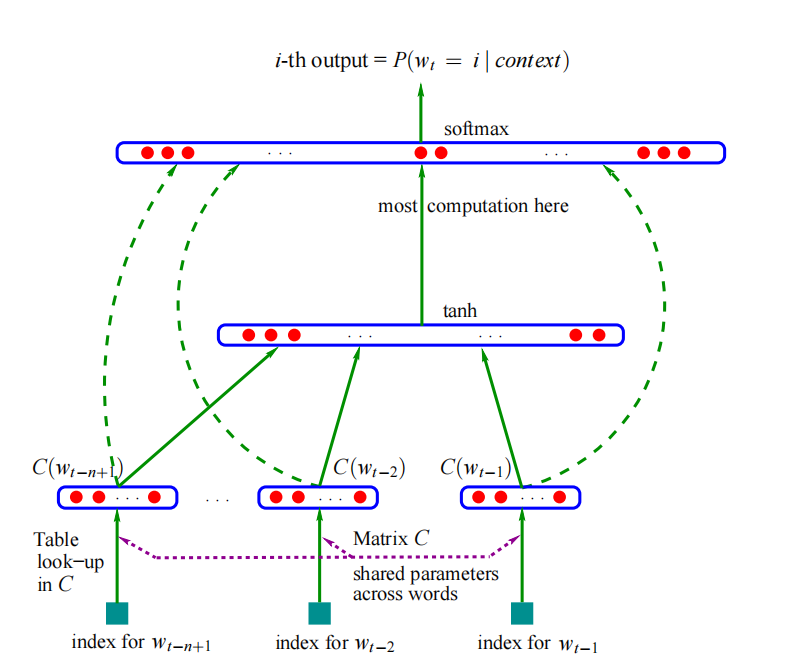 i-th output = P(w_t = i | context)
softmax
. . .
. . .
most computation here
tanh
. . .
. . .
C(w_{t−n+1})
C(w_{t−2})
C(w_{t−1})
. . .
. . .
. . .
. . .
Table
look−up
in C
Matrix C
shared parameters
across words
index for w_{t−n+1}
index for w_{t−2}
index for w_{t−1}